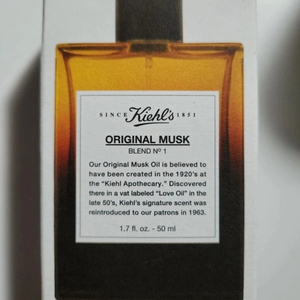 SINCE Kiehl's 1851
ORIGINAL MUSK
BLEND Nº 1
Our Original Musk Oil is believed to
have been created in the 1920's at
the "Kiehl Apothecary." Discovered
there in a vat labeled "Love Oil" in the
late 50's, Kiehl's signature scent was
reintroduced to our patrons in 1963.
1.7 fl. oz. - 50 ml